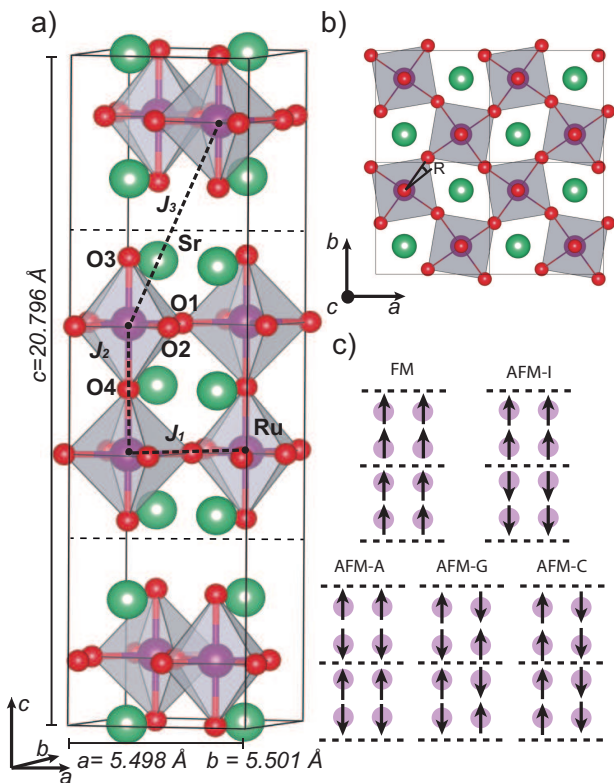 a)
b)
c=20.796 Å
J3
Sr
O3
O1
J2
O2
O4
J1
Ru
c
b
a
a= 5.498 Å b= 5.501 Å
R
b
c
a
c)
FM AFM-I
AFM-A AFM-G AFM-C